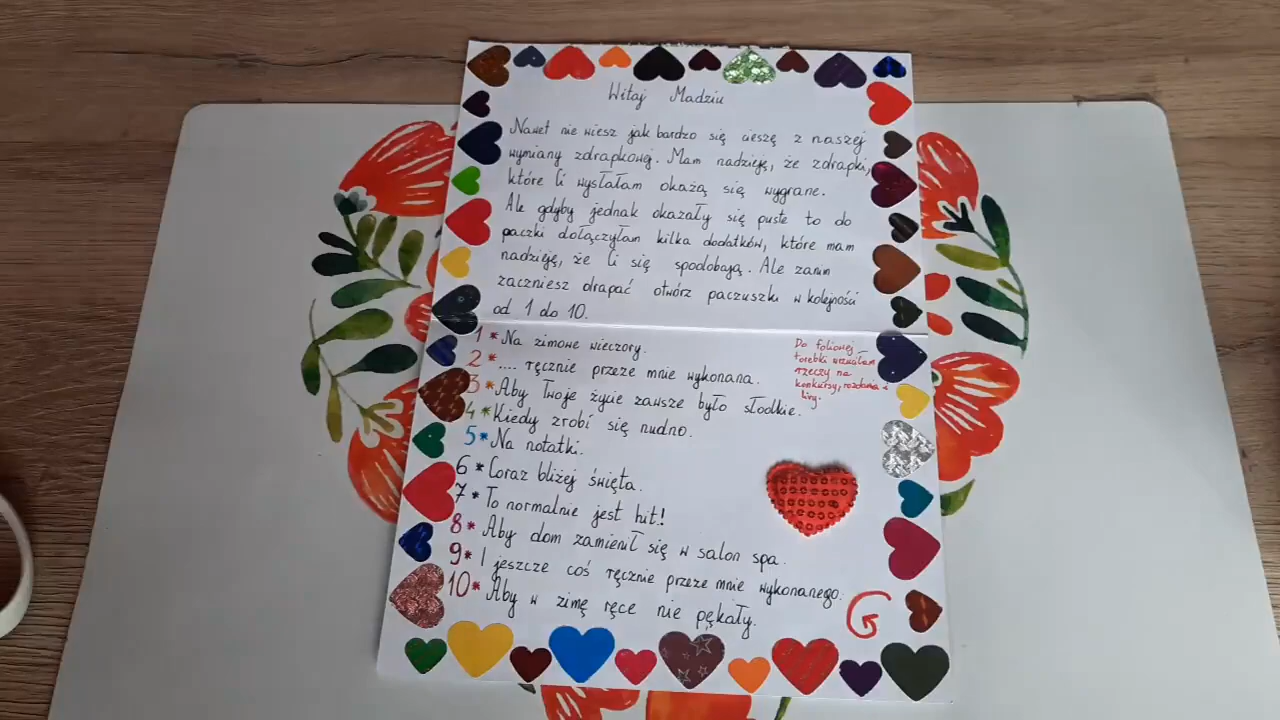 Witaj Madziu
Nawet nie wiesz jak bardzo się cieszę z naszej
wymiany zdrapkowej. Mam nadzieję, że zdrapki,
które Ci wysłałam okażą się wygrane.
Ale gdyby jednak okazały się puste to do
paczki dołączyłam kilka dodatków, które mam
nadzieję, że Ci się spodobają. Ale zanim
zaczniesz drapać otwórz paczuszki w kolejności
od 1 do 10.
1 * Na zimowe wieczory.
2 * .... ręcznie przeze mnie wykonana.
3 * Aby Twoje życie zawsze było słodkie.
4 * Kiedy zrobi się nudno.
5 * Na notatki.
6 * Coraz bliżej święta.
7 * To normalnie jest hit!
8 * Aby dom zamienił się w salon spa.
9 * I jeszcze coś ręcznie przeze mnie wykonanego.
10 * Aby w zimę ręce nie pękały.
Do foliowej
torebki wrzuciłam
rzeczy na
konkursy, rozdania i
live.
G